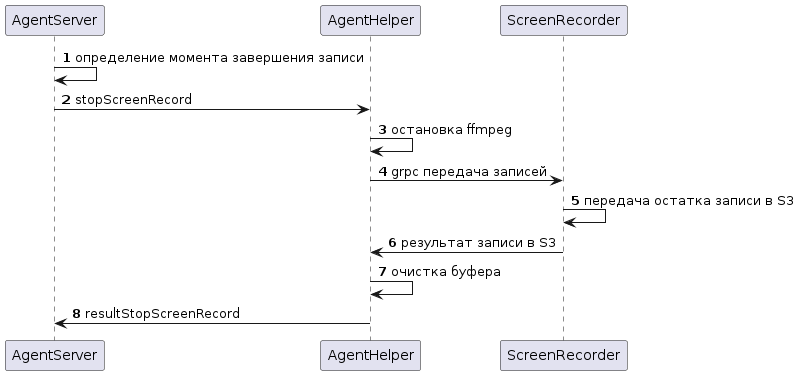 AgentServer AgentHelper ScreenRecorder
1 определение момента завершения записи
2 stopScreenRecord
3 остановка ffmpeg
4 grpc передача записей
5 передача остатка записи в S3
6 результат записи в S3
7 очистка буфера
8 resultStopScreenRecord
AgentServer AgentHelper ScreenRecorder